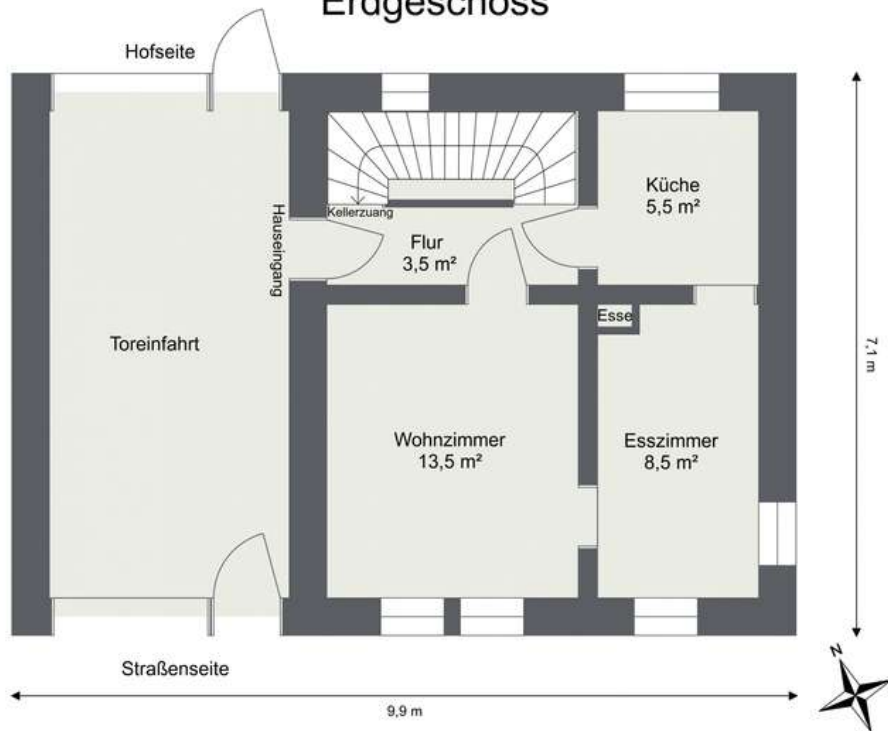 Erdgeschoss
Hofseite
Küche
5,5 m²
Kellerzuang
Hauseingang
Flur
3,5 m²
Esse
Toreinfahrt
7,1 m
Wohnzimmer
13,5 m²
Esszimmer
8,5 m²
Straßenseite
N
9,9 m